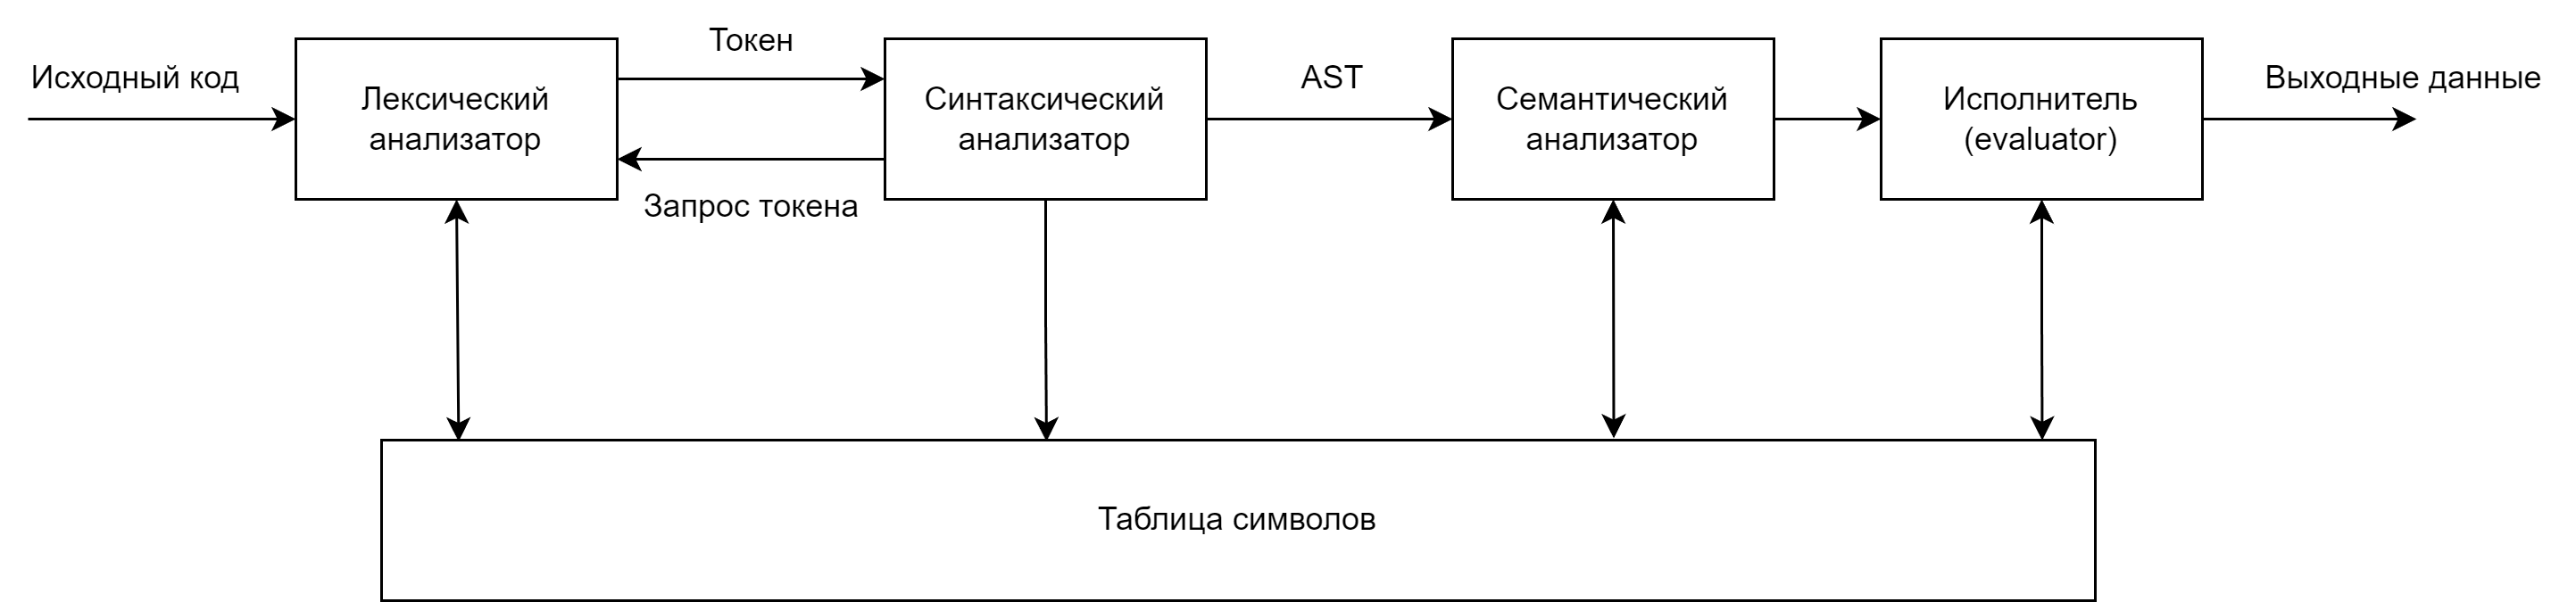 Исходный код
Лексический
анализатор
Токен
Запрос токена
Синтаксический
анализатор
AST
Семантический
анализатор
Исполнитель
(evaluator)
Выходные данные
Таблица символов